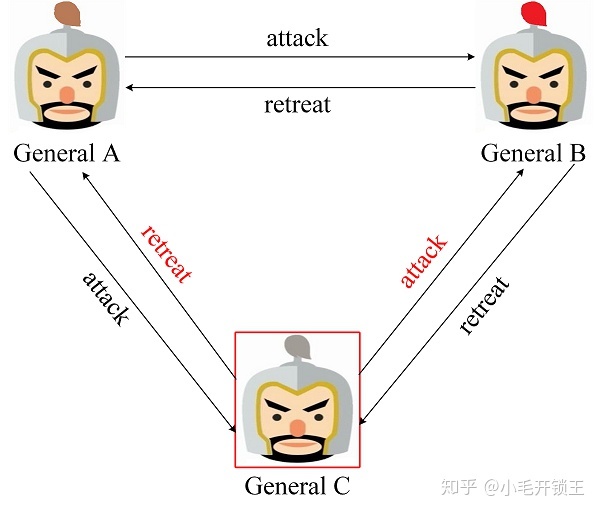 attack
retreat
General A
General B
retreat
attack
attack
retreat
General C
知乎 @小毛开锁王